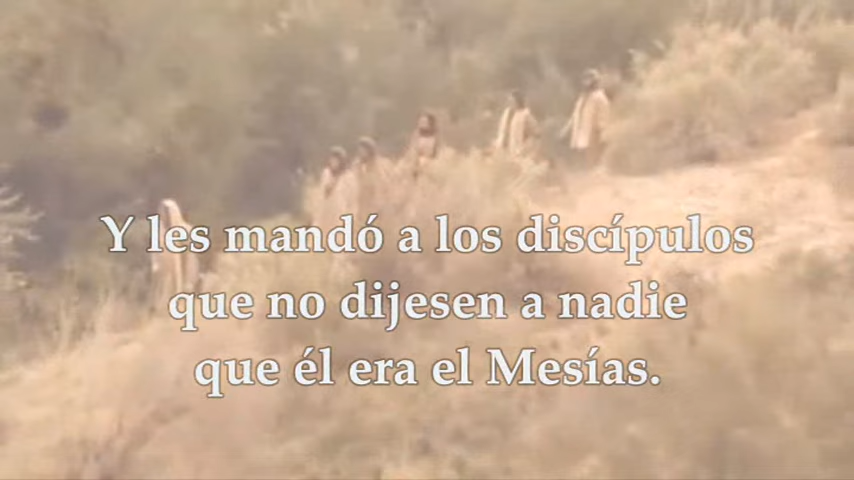 Y les mandó a los discípulos
que no dijesen a nadie
que él era el Mesías.